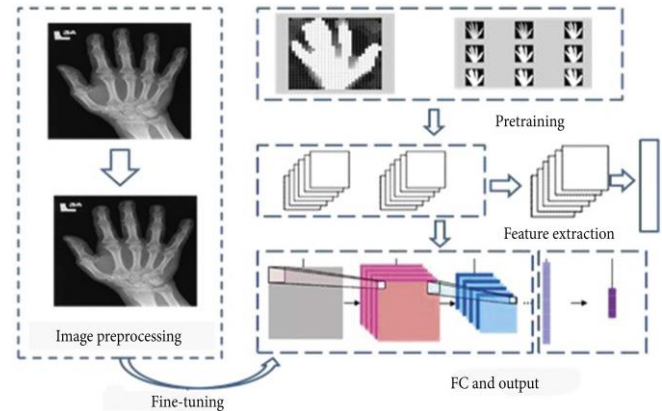 Pretraining
Feature extraction
Image preprocessing
FC and output
Fine-tuning